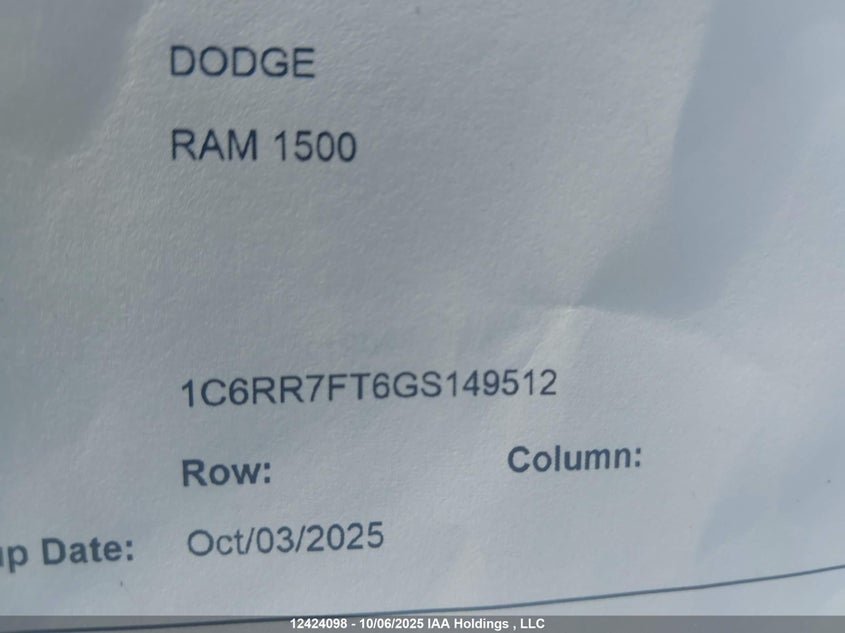 DODGE
RAM 1500
1C6RR7FT6GS149512
Row: Column:
up Date: Oct/03/2025
12424098 - 10/06/2025 IAA Holdings , LLC